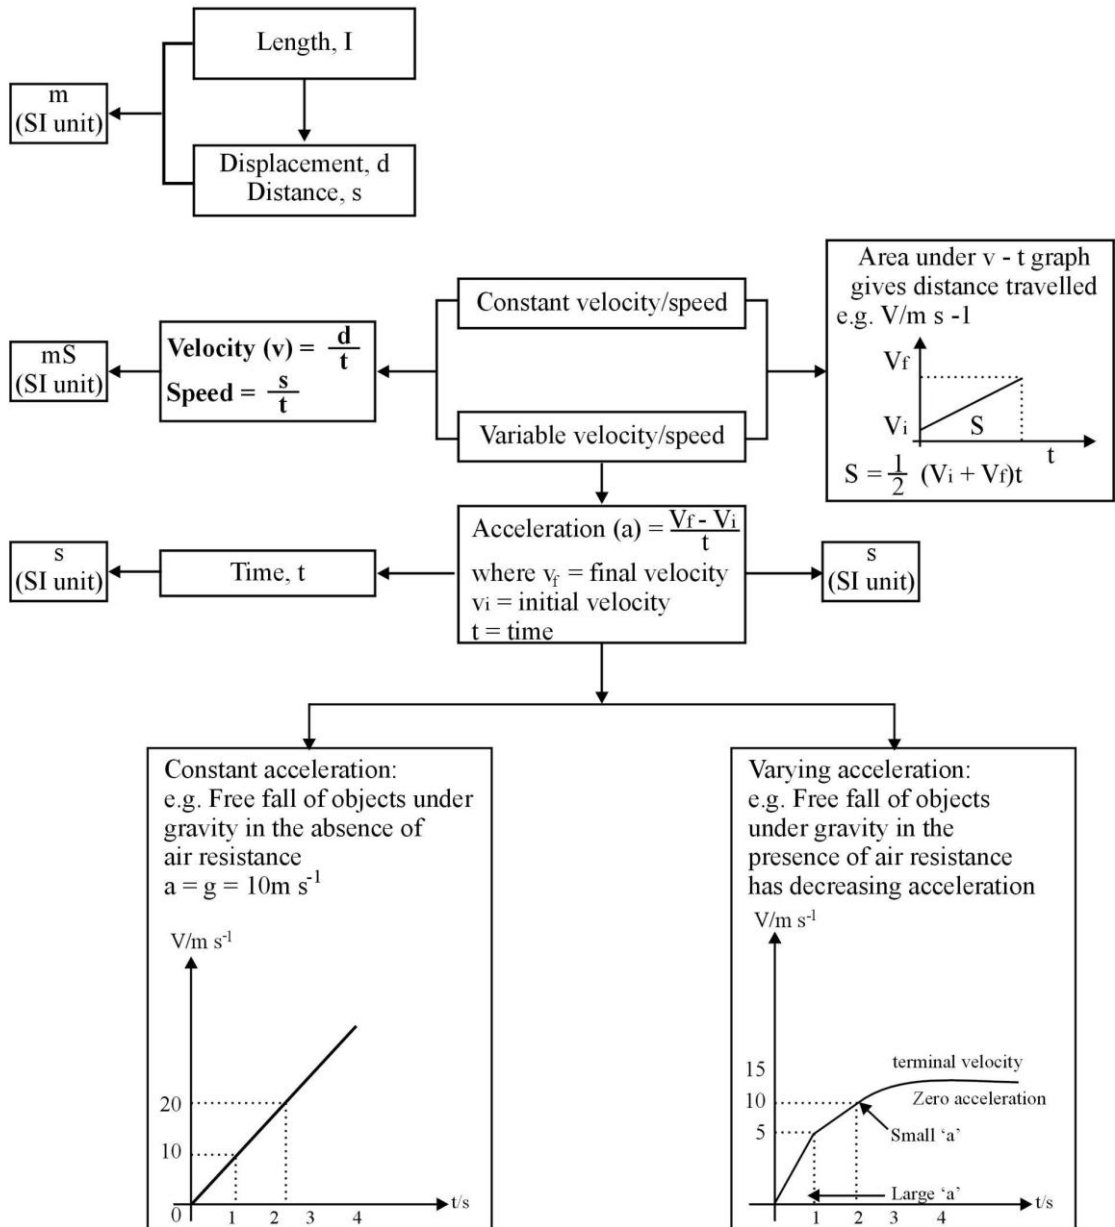 Length, I
m
(SI unit)
Displacement, d
Distance, s
Constant velocity/speed
Area under v - t graph
gives distance travelled
e.g. V/m s -1
Vf
Vi
S
t
S = 1/2 (Vi + Vf)t
mS
(SI unit)
Velocity (v) = d/t
Speed = s/t
Variable velocity/speed
s
(SI unit)
Time, t
Acceleration (a) = Vf - Vi/t
where vf = final velocity
vi = initial velocity
t = time
s
(SI unit)
Constant acceleration:
e.g. Free fall of objects under
gravity in the absence of
air resistance
a = g = 10m s-1
V/m s-1
20
10
0
1 2 3 4
t/s
Varying acceleration:
e.g. Free fall of objects
under gravity in the
presence of air resistance
has decreasing acceleration
V/m s-1
15
10
5
terminal velocity
Zero acceleration
Small ‘a’
Large ‘a’
1 2 3 4
t/s